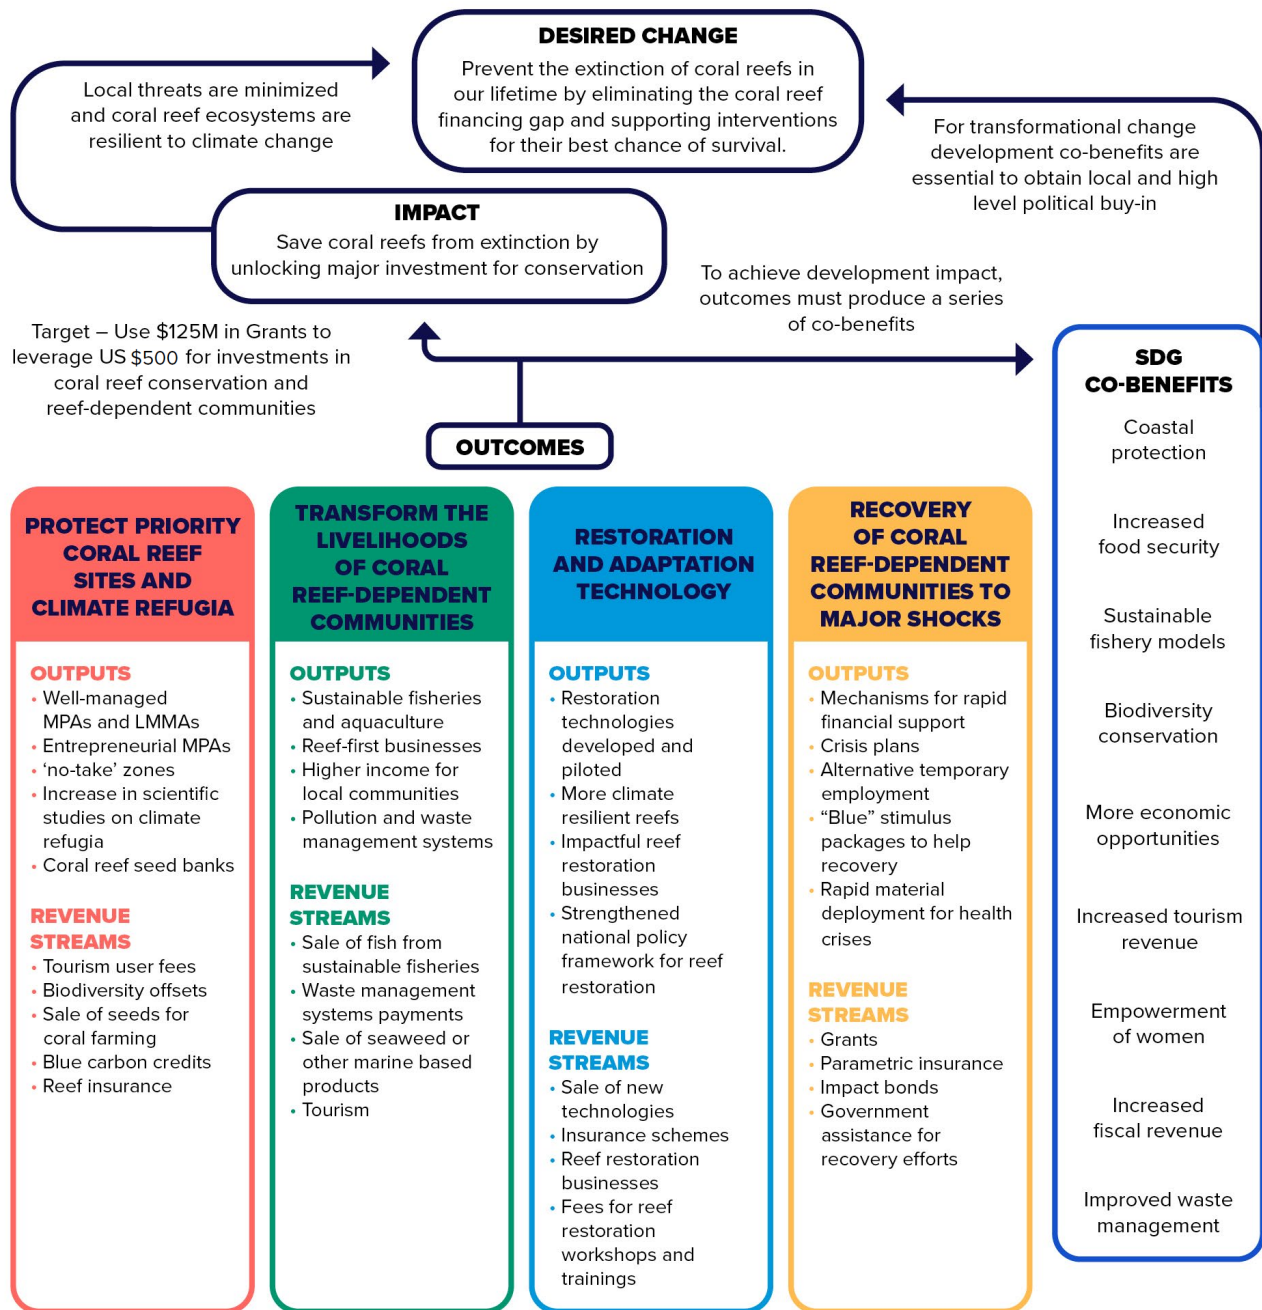 DESIRED CHANGE
Prevent the extinction of coral reefs in
our lifetime by eliminating the coral reef
financing gap and supporting interventions
for their best chance of survival.
Local threats are minimized
and coral reef ecosystems are
resilient to climate change
For transformational change
development co-benefits are
essential to obtain local and high
level political buy-in
IMPACT
Save coral reefs from extinction by
unlocking major investment for conservation
To achieve development impact,
outcomes must produce a series
of co-benefits
Target – Use $125M in Grants to
leverage US $500 for investments in
coral reef conservation and
reef-dependent communities
OUTCOMES
PROTECT PRIORITY
CORAL REEF
SITES AND
CLIMATE REFUGIA
OUTPUTS
• Well-managed
MPAs and LMMAs
• Entrepreneurial MPAs
• ‘no-take’ zones
• Increase in scientific
studies on climate
refugia
• Coral reef seed banks
REVENUE
STREAMS
• Tourism user fees
• Biodiversity offsets
• Sale of seeds for
coral farming
• Blue carbon credits
• Reef insurance
TRANSFORM THE
LIVELIHOODS
OF CORAL
REEF-DEPENDENT
COMMUNITIES
OUTPUTS
• Sustainable fisheries
and aquaculture
• Reef-first businesses
• Higher income for
local communities
• Pollution and waste
management systems
REVENUE
STREAMS
• Sale of fish from
sustainable fisheries
• Waste management
systems payments
• Sale of seaweed or
other marine based
products
• Tourism
RESTORATION
AND ADAPTATION
TECHNOLOGY
OUTPUTS
• Restoration
technologies
developed and
piloted
• More climate
resilient reefs
• Impactful reef
restoration
businesses
• Strengthened
national policy
framework for reef
restoration
REVENUE
STREAMS
• Sale of new
technologies
• Insurance schemes
• Reef restoration
businesses
• Fees for reef
restoration
workshops and
trainings
RECOVERY
OF CORAL
REEF-DEPENDENT
COMMUNITIES TO
MAJOR SHOCKS
OUTPUTS
• Mechanisms for rapid
financial support
• Crisis plans
• Alternative temporary
employment
• “Blue” stimulus
packages to help
recovery
• Rapid material
deployment for health
crises
REVENUE
STREAMS
• Grants
• Parametric insurance
• Impact bonds
• Government
assistance for
recovery efforts
SDG
CO-BENEFITS
Coastal
protection
Increased
food security
Sustainable
fishery models
Biodiversity
conservation
More economic
opportunities
Increased tourism
revenue
Empowerment
of women
Increased
fiscal revenue
Improved waste
management